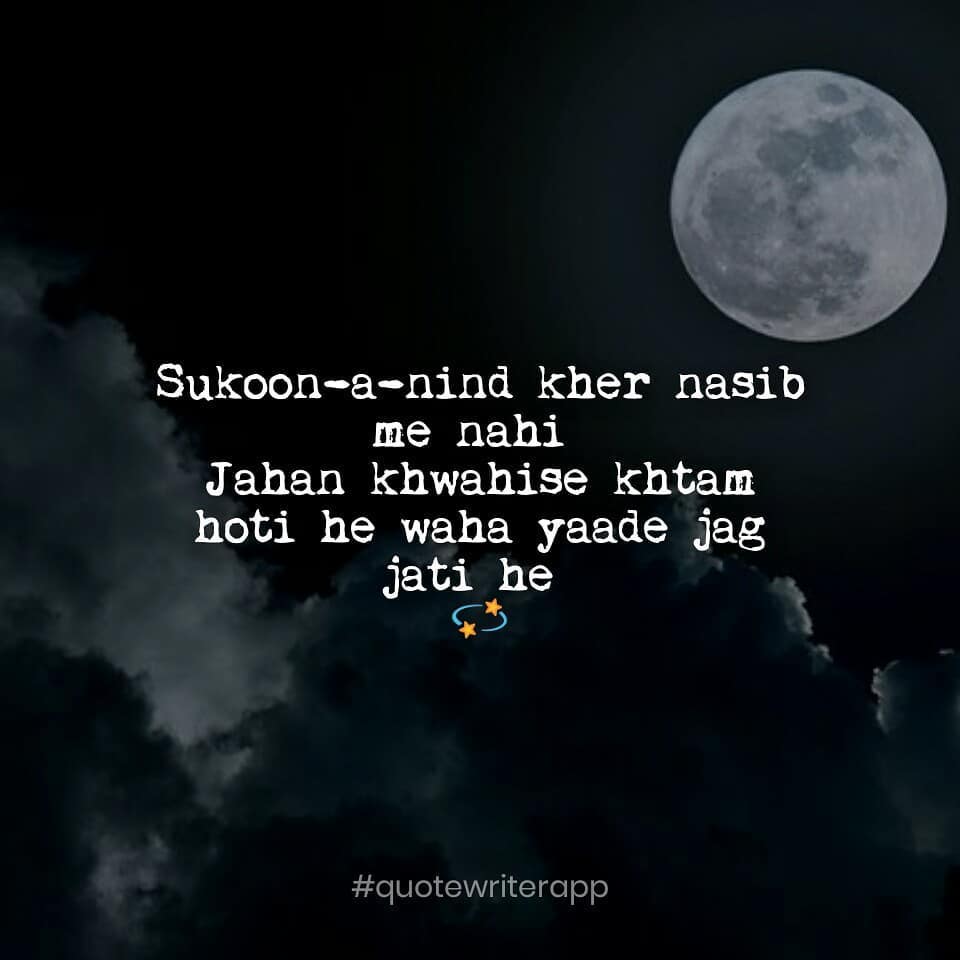 Sukoon-a-nind kher nasib
me nahi
Jahan khwahise khtam
hoti he waha yaade jag
jati he
#quotewriterapp